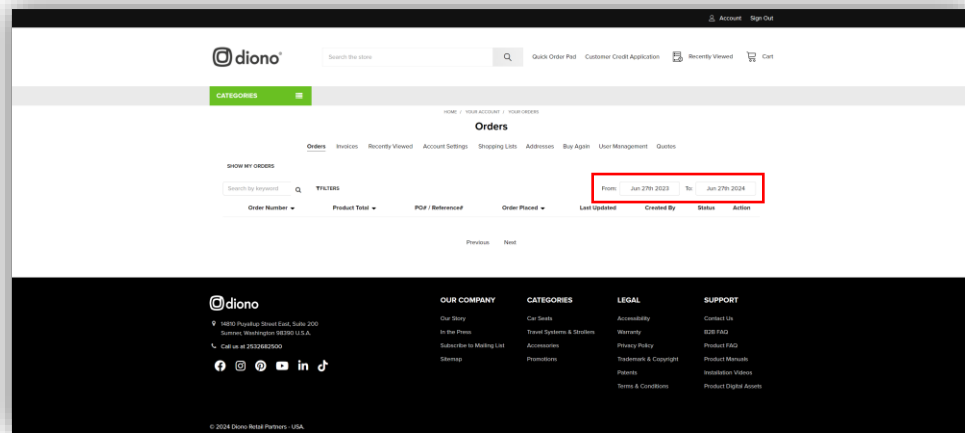 Account Sign Out
diono
Search the store
Quick Order Pad Customer Credit Application Recently Viewed Cart
CATEGORIES
HOME / YOUR ACCOUNT / YOUR ORDERS
Orders
Orders Invoices Recently Viewed Account Settings Shopping Lists Addresses Buy Again User Management Quotes
SHOW MY ORDERS
Search by keyword FILTERS From: Jun 27th 2023 To: Jun 27th 2024
Order Number Product Total PO# / Reference# Order Placed Last Updated Created By Status Action
Previous Next
diono
14810 Puyallup Street East, Suite 200
Sumner, Washington 98390 U.S.A.
Call us at 2532682500
OUR COMPANY
Our Story
In the Press
Subscribe to Mailing List
Sitemap
CATEGORIES
Car Seats
Travel Systems & Strollers
Accessories
Promotions
LEGAL
Accessibility
Warranty
Privacy Policy
Trademark & Copyright
Patents
Terms & Conditions
SUPPORT
Contact Us
B2B FAQ
Product FAQ
Product Manuals
Installation Videos
Product Digital Assets
© 2024 Diono Retail Partners - USA.